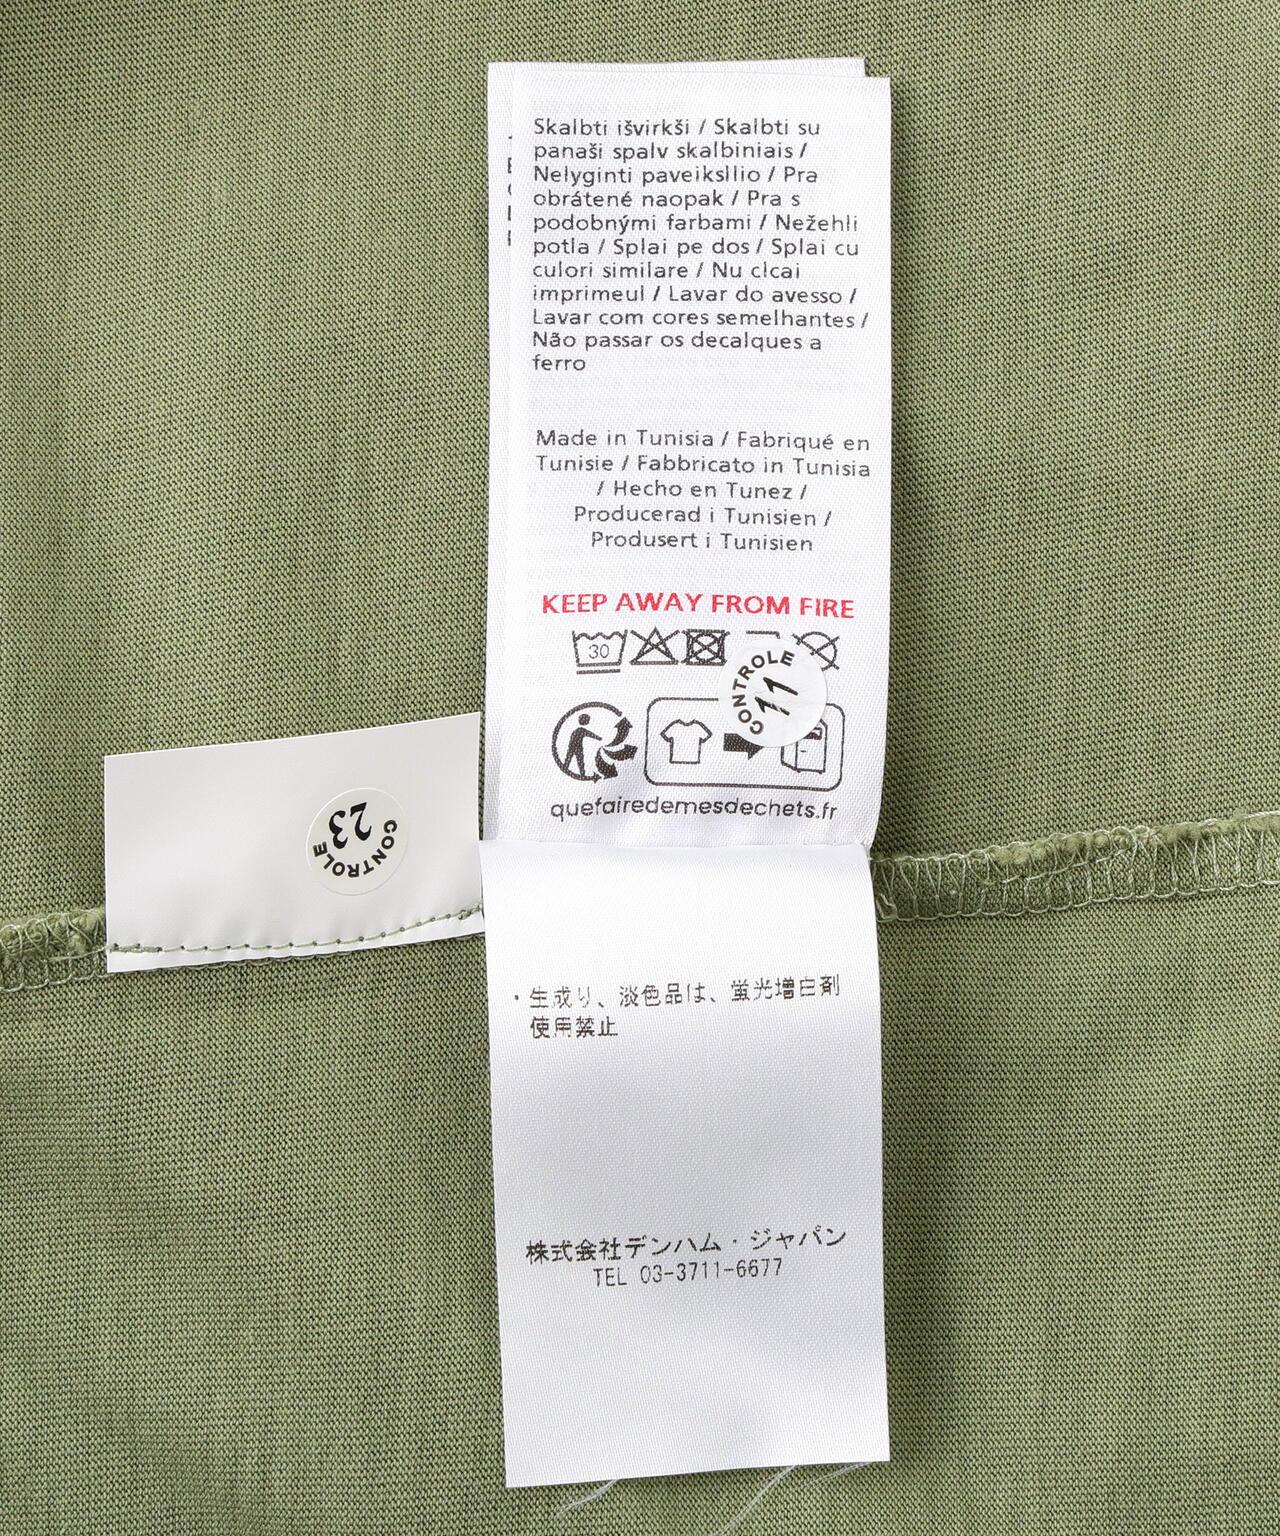 Skalbti išvirkši / Skalbti su
panaši spalv skalbiniais /
Nelyginti paveiksllio / Pra
obrátené naopak / Pra s
podobnými farbami / Nežehli
potla / Splai pe dos / Splai cu
culori similare / Nu clcai
imprimeul / Lavar do avesso /
Lavar com cores semelhantes /
Não passar os decalques a
ferro
Made in Tunisia / Fabriqué en
Tunisie / Fabbricato in Tunisia
/ Hecho en Tunez /
Producerad i Tunisien /
Produsert i Tunisien
KEEP AWAY FROM FIRE
30
CONTROLE
11
quefairedemesdechets.fr
23
CONTROLE
・生成り、淡色品は、蛍光増白剤
使用禁止
株式会社デンハム・ジャパン
TEL 03-3711-6677